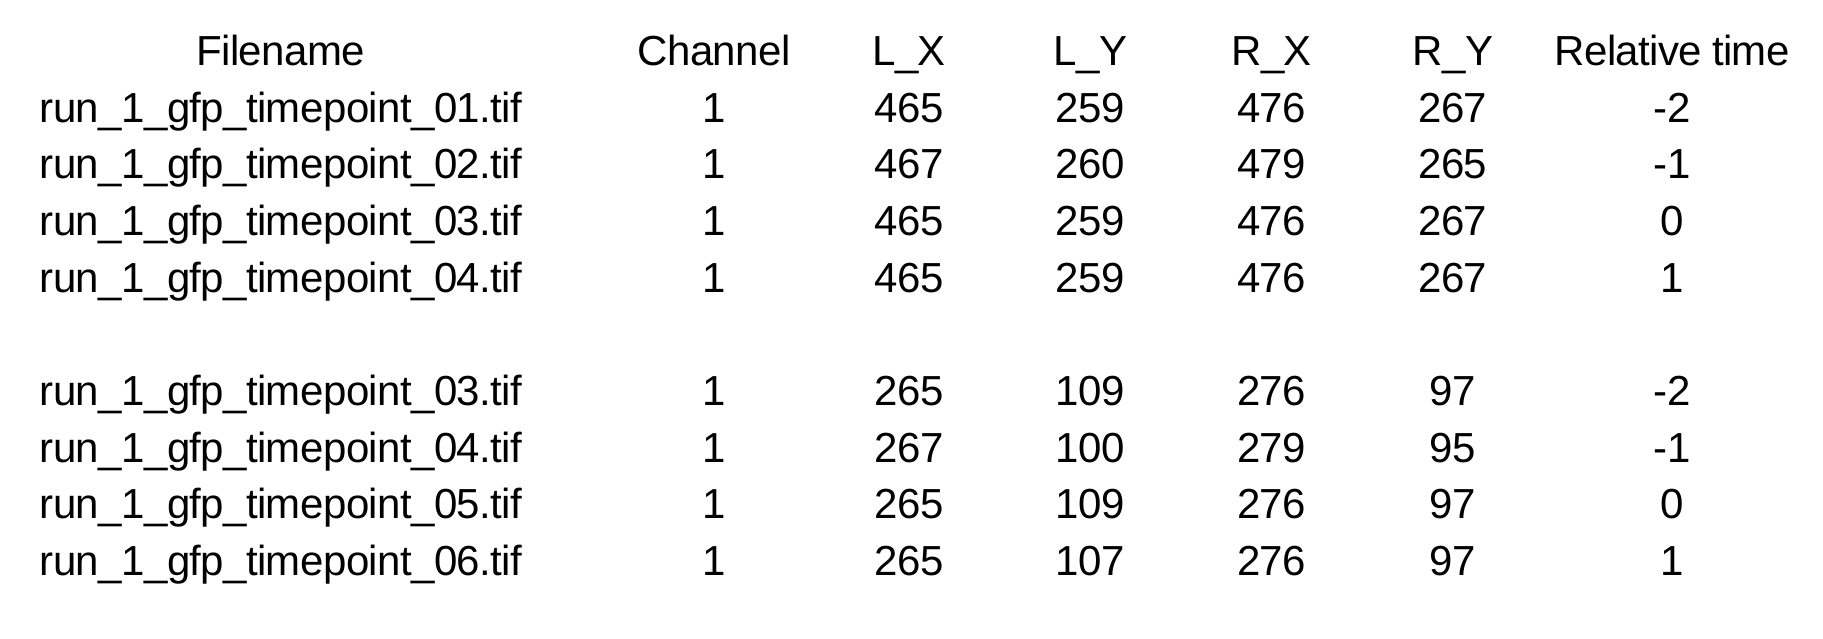 Filename Channel L_X L_Y R_X R_Y Relative time
run_1_gfp_timepoint_01.tif 1 465 259 476 267 -2
run_1_gfp_timepoint_02.tif 1 467 260 479 265 -1
run_1_gfp_timepoint_03.tif 1 465 259 476 267 0
run_1_gfp_timepoint_04.tif 1 465 259 476 267 1
run_1_gfp_timepoint_03.tif 1 265 109 276 97 -2
run_1_gfp_timepoint_04.tif 1 267 100 279 95 -1
run_1_gfp_timepoint_05.tif 1 265 109 276 97 0
run_1_gfp_timepoint_06.tif 1 265 107 276 97 1